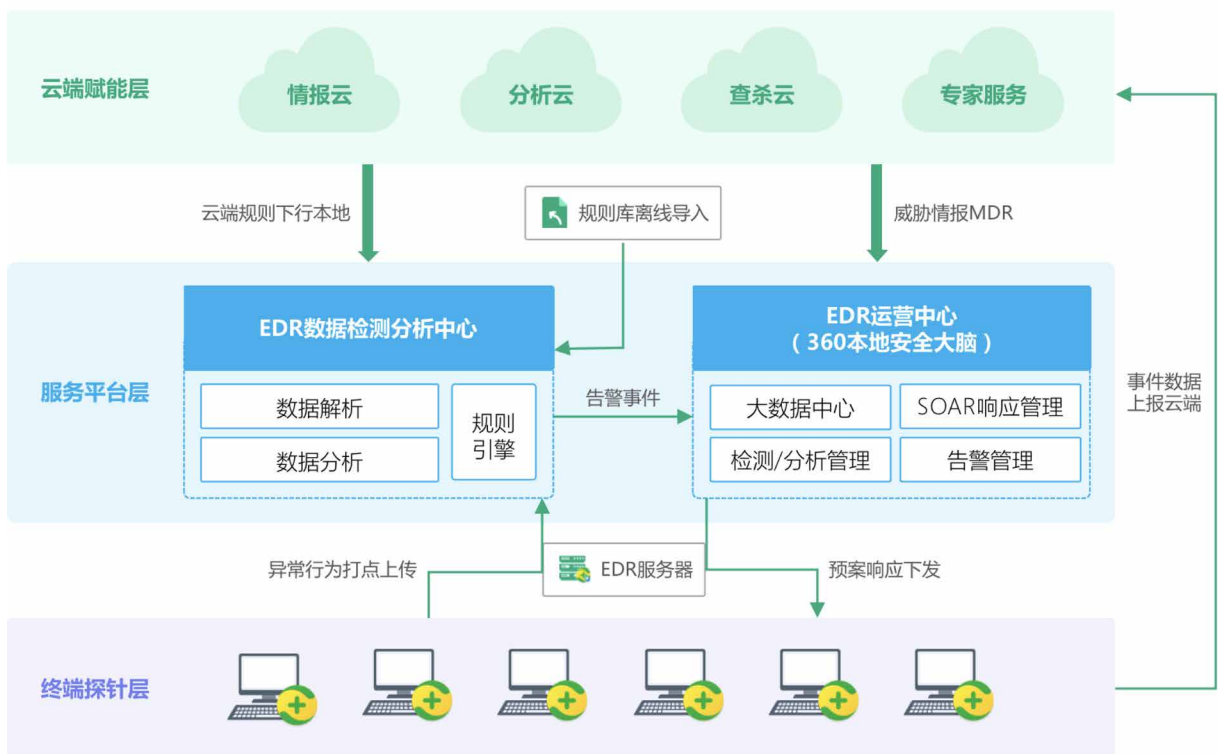 云端赋能层
情报云
分析云
查杀云
专家服务
云端规则下行本地
规则库离线导入
威胁情报MDR
服务平台层
EDR数据检测分析中心
数据解析
数据分析
规则
引擎
告警事件
EDR运营中心
（360本地安全大脑）
大数据中心
SOAR响应管理
检测/分析管理
告警管理
事件数据
上报云端
异常行为打点上传
EDR服务器
预案响应下发
终端探针层